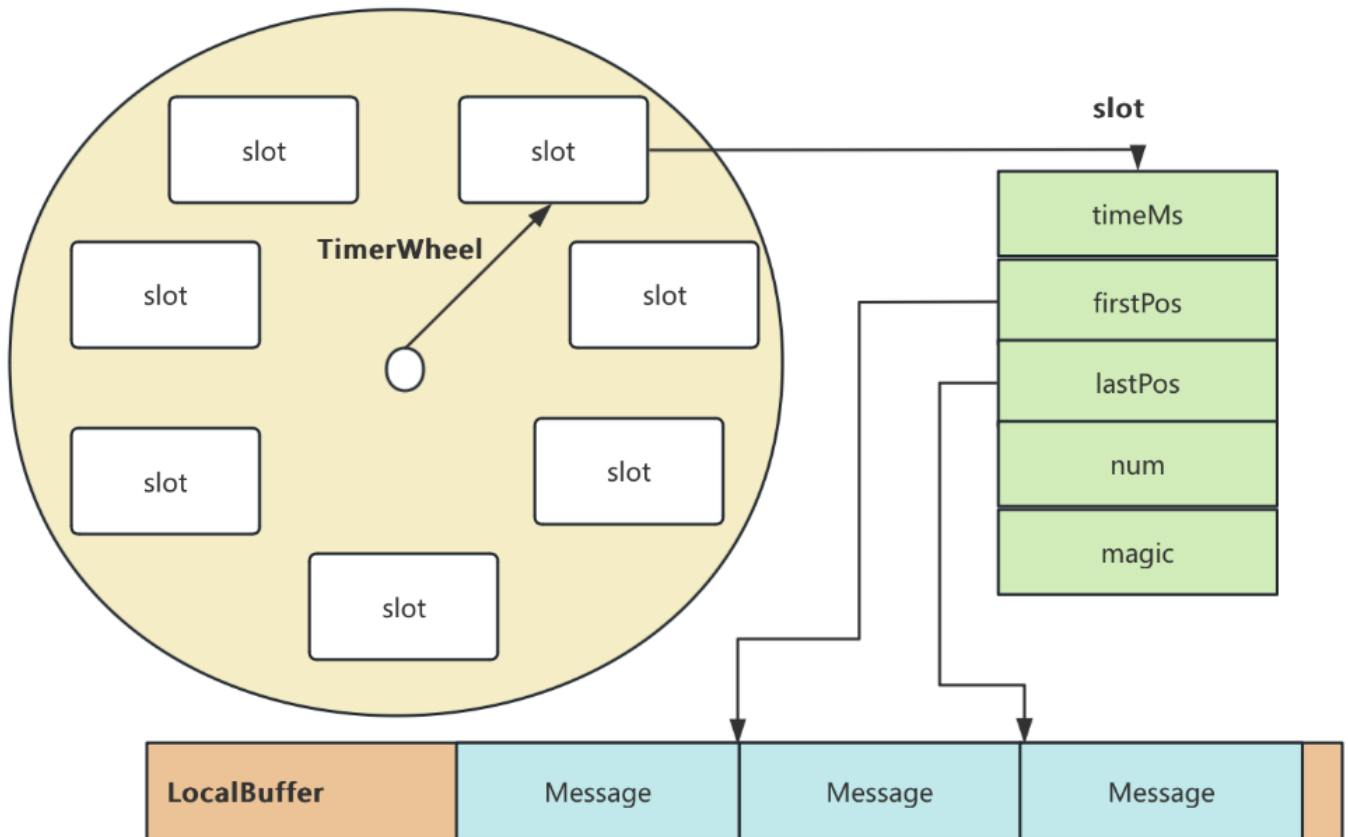 slot
slot
slot
TimerWheel
timeMs
slot
slot
firstPos
lastPos
slot
slot
num
magic
slot
LocalBuffer
Message
Message
Message